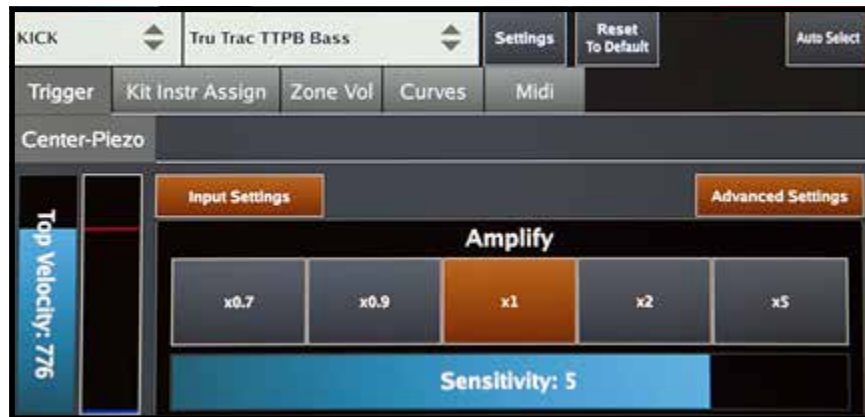 KICK
Tru Trac TTPB Bass
Settings
Reset
To Default
Auto Select
Trigger
Kit Instr Assign
Zone Vol
Curves
Midi
Center-Piezo
Top Velocity: 776
Input Settings
Advanced Settings
Amplify
x0.7
x0.9
x1
x2
x5
Sensitivity: 5